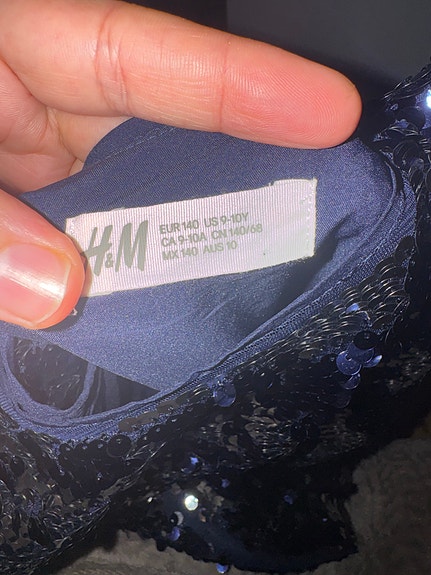 H&M
EUR 140 US 9-10Y
CA 9-10A CN 140/68
MX 140 AUS 10